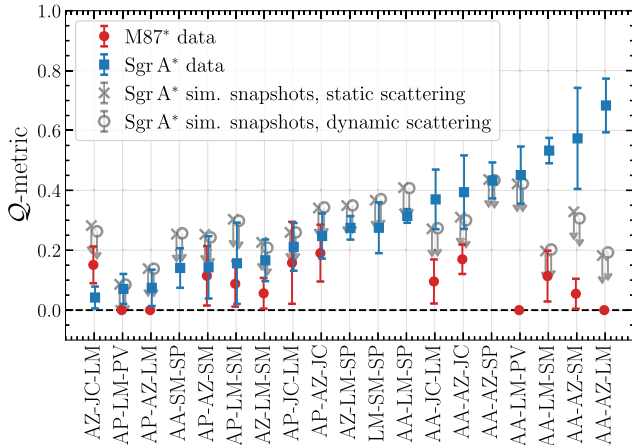 1.0
0.8
0.6
0.4
0.2
0.0
Q-metric
M87* data
Sgr A* data
Sgr A* sim. snapshots, static scattering
Sgr A* sim. snapshots, dynamic scattering
AZ-JC-LM
AP-LM-PV
AP-AZ-LM
AA-SM-SP
AP-AZ-SM
AP-LM-SM
AZ-LM-SM
AP-JC-LM
AP-AZ-JC
AZ-LM-SP
LM-SM-SP
AA-LM-SP
AA-JC-LM
AA-AZ-JC
AA-AZ-SP
AA-LM-PV
AA-LM-SM
AA-AZ-SM
AA-AZ-LM